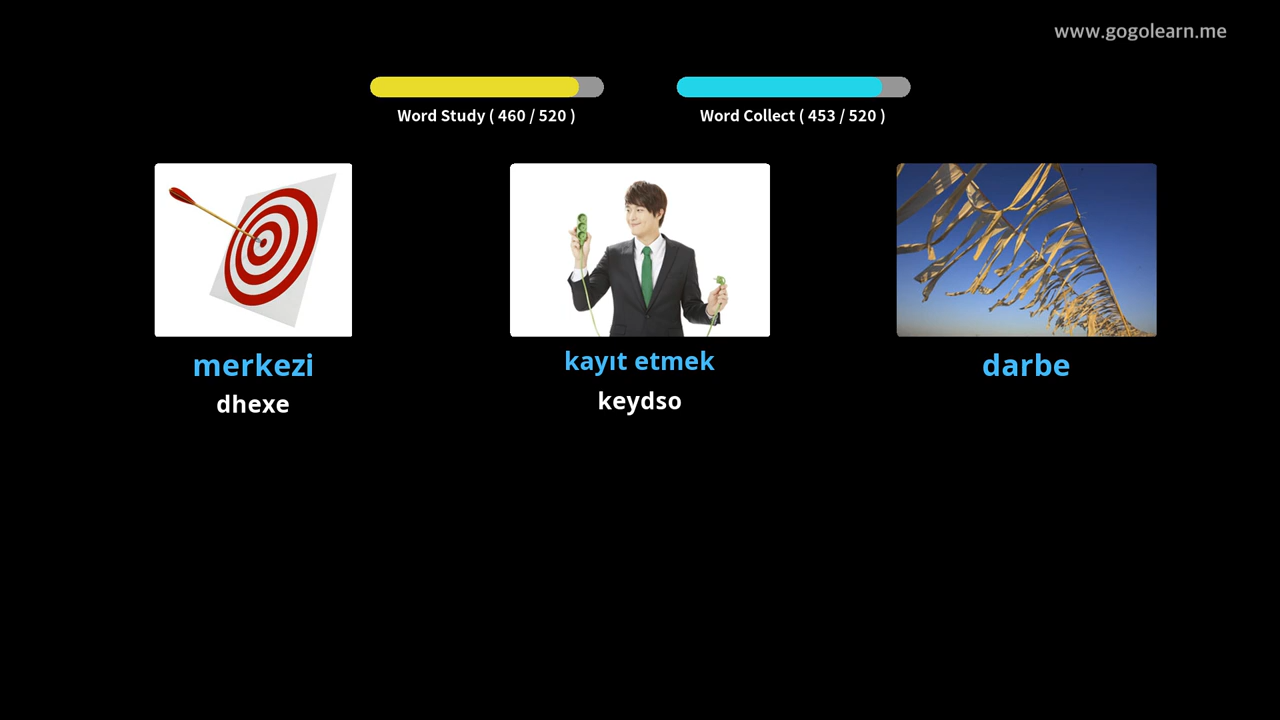 www.gogolearn.me
Word Study ( 460 / 520 )
Word Collect ( 453 / 520 )
merkezi
dhexe
kayıt etmek
keydso
darbe